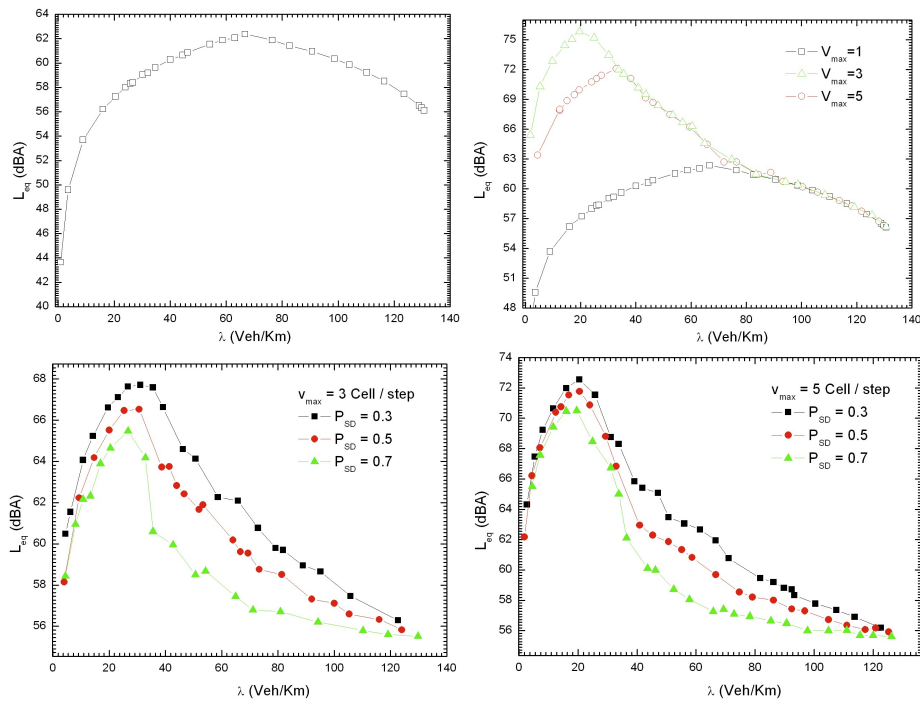 64
62
60
58
56
54
52
50
48
46
44
42
40
L_eq (dBA)
0 20 40 60 80 100 120 140
λ (Veh/Km)
75
72
69
66
63
60
57
54
51
48
L_eq (dBA)
V_max=1
V_max=3
V_max=5
0 20 40 60 80 100 120 140
λ (Veh/Km)
68
66
64
62
60
58
56
L_eq (dBA)
v_max = 3 Cell / step
P_SD = 0.3
P_SD = 0.5
P_SD = 0.7
0 20 40 60 80 100 120 140
λ (Veh/Km)
74
72
70
68
66
64
62
60
58
56
L_eq (dBA)
v_max = 5 Cell / step
P_SD = 0.3
P_SD = 0.5
P_SD = 0.7
0 20 40 60 80 100 120
λ (Veh/Km)